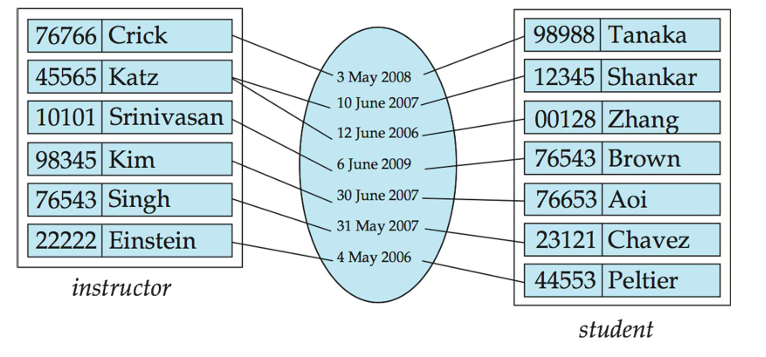 76766 Crick
45565 Katz
10101 Srinivasan
98345 Kim
76543 Singh
22222 Einstein
instructor
3 May 2008
10 June 2007
12 June 2006
6 June 2009
30 June 2007
31 May 2007
4 May 2006
98988 Tanaka
12345 Shankar
00128 Zhang
76543 Brown
76653 Aoi
23121 Chavez
44553 Peltier
student